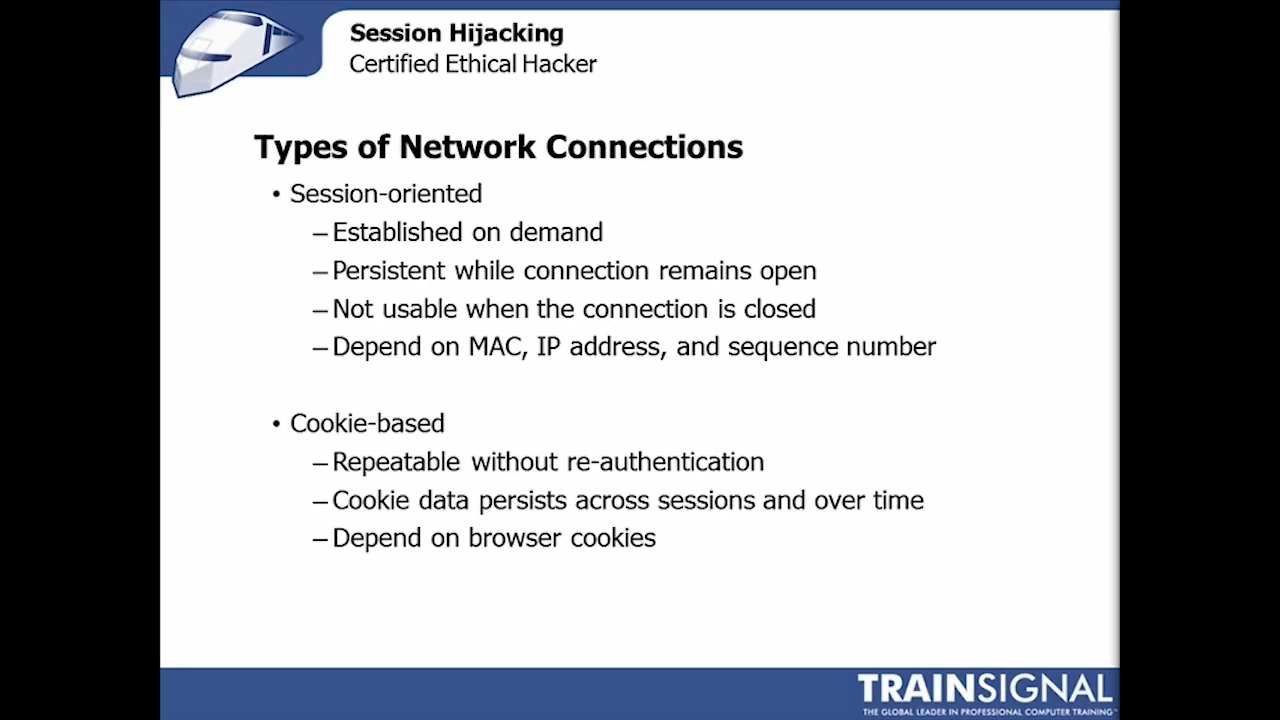 Session Hijacking
Certified Ethical Hacker
Types of Network Connections
• Session-oriented
– Established on demand
– Persistent while connection remains open
– Not usable when the connection is closed
– Depend on MAC, IP address, and sequence number
• Cookie-based
– Repeatable without re-authentication
– Cookie data persists across sessions and over time
– Depend on browser cookies
TRAINSIGNAL
THE GLOBAL LEADER IN PROFESSIONAL COMPUTER TRAINING